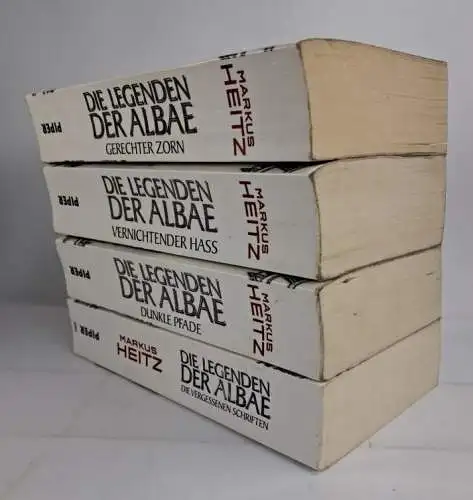 PIPER
DIE LEGENDEN
DER ALBAE
GERECHTER ZORN
MARKUS
HEITZ
PIPER
DIE LEGENDEN
DER ALBAE
VERNICHTENDER HASS
MARKUS
HEITZ
PIPER
DIE LEGENDEN
DER ALBAE
DUNKLE PFADE
MARKUS
HEITZ
PIPER
MARKUS
HEITZ
DIE LEGENDEN
DER ALBAE
DIE VERGESSENEN SCHRIFTEN